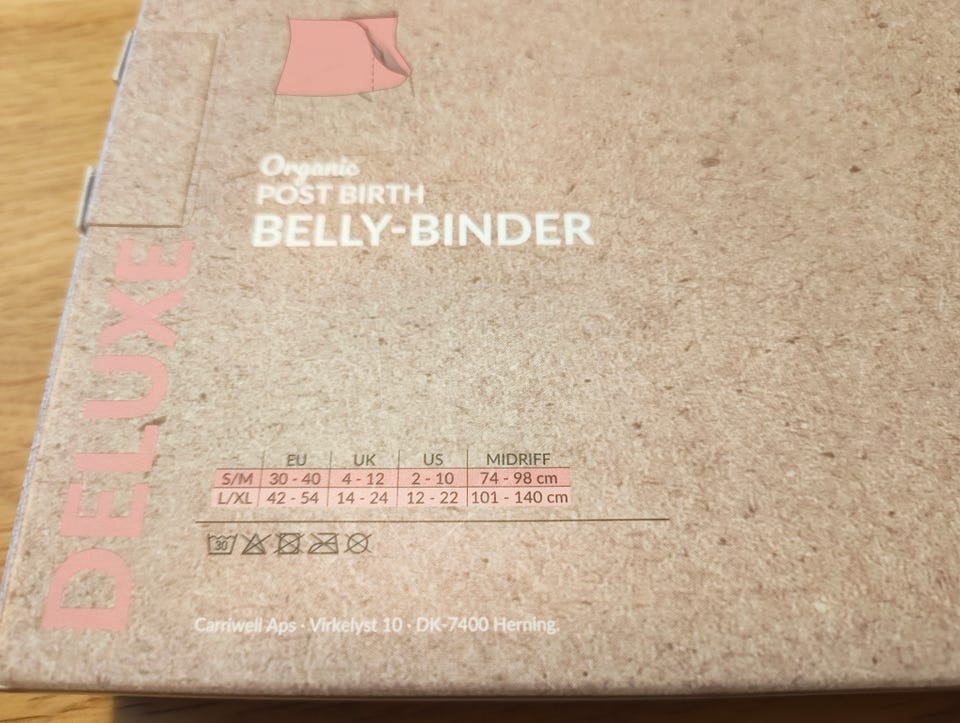 Organic
POST BIRTH
BELLY-BINDER
DELUXE
EU UK US MIDRIFF
S/M 30 - 40 4 - 12 2 - 10 74 - 98 cm
L/XL 42 - 54 14 - 24 12 - 22 101 - 140 cm
30
Carriwell Aps · Virkelyst 10 · DK-7400 Herning.